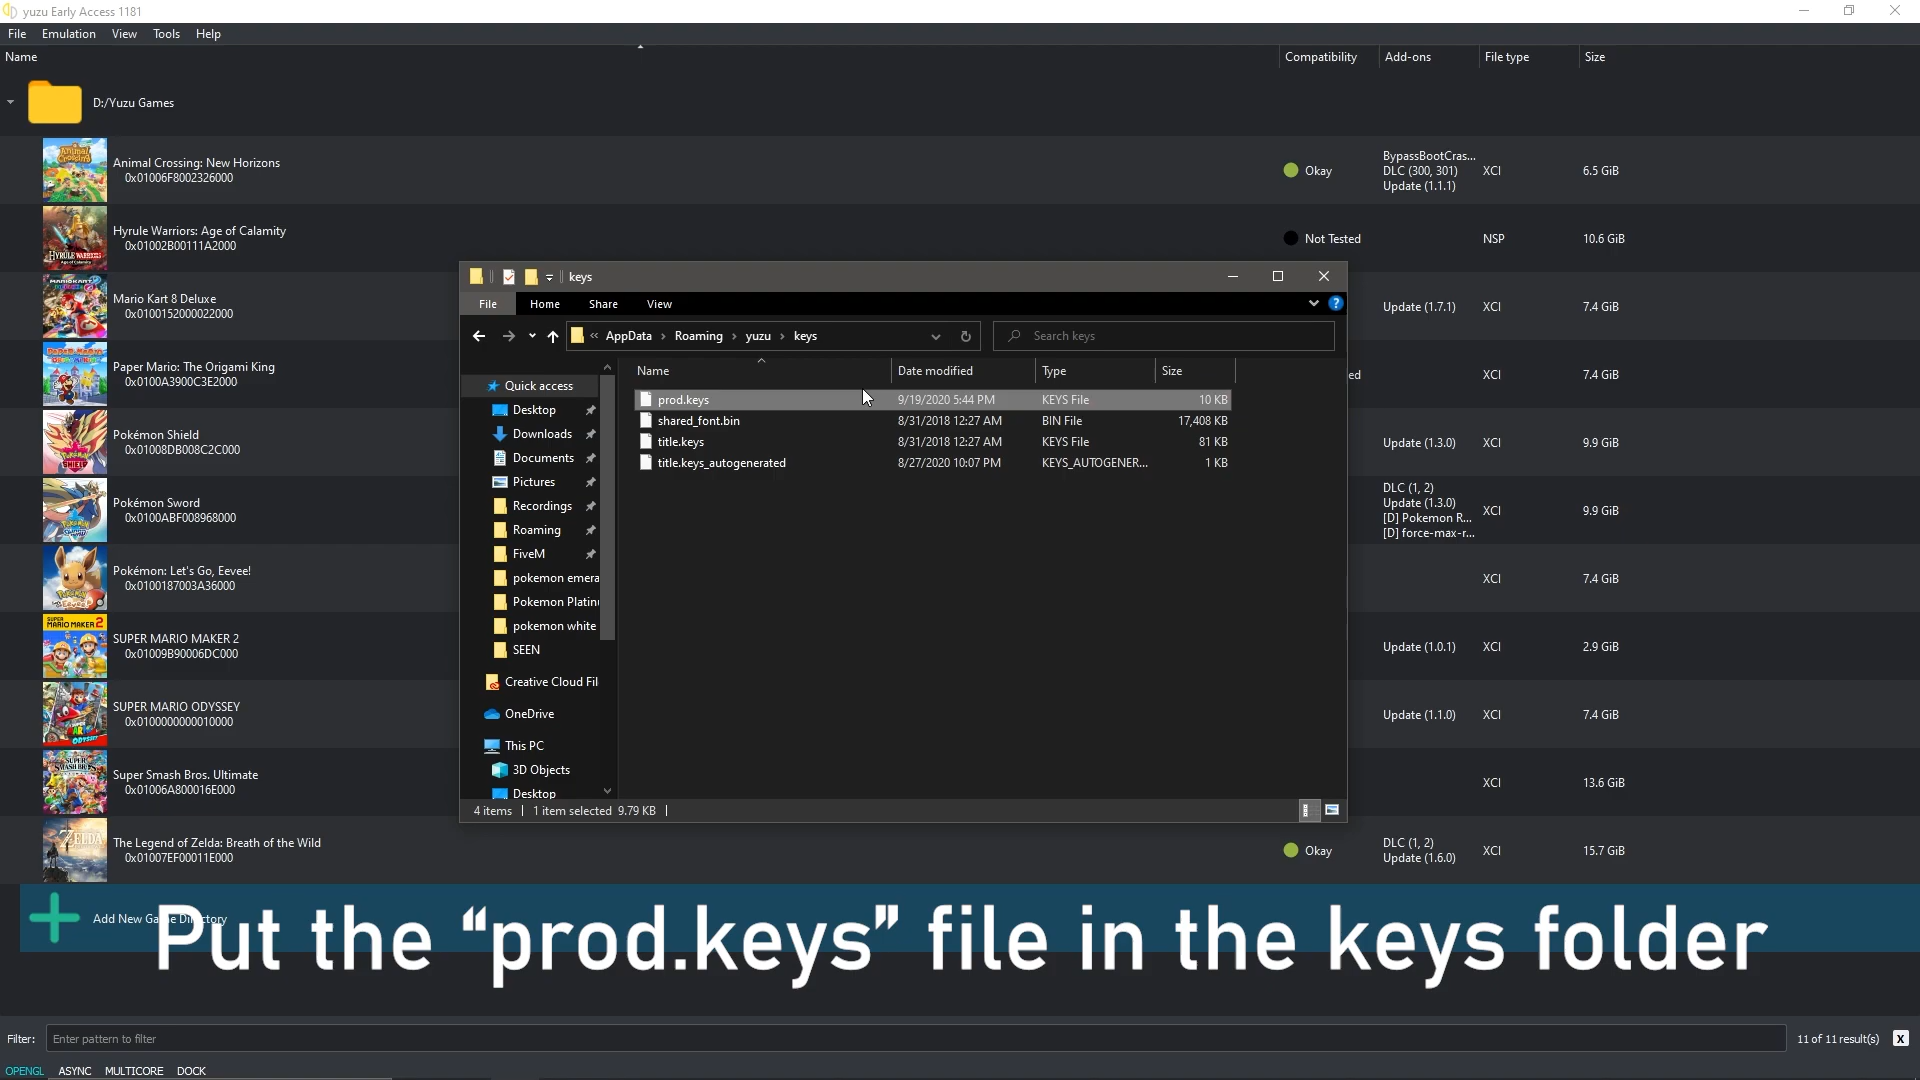 yuzu Early Access 1181
File Emulation View Tools Help
Name Compatibility Add-ons File type Size
D:/Yuzu Games
Animal Crossing: New Horizons
0x01006F8002326000
Okay
BypassBootCras...
DLC (300, 301)
Update (1.1.1)
XCI
6.5 GiB
Hyrule Warriors: Age of Calamity
0x01002B00111A2000
Not Tested
NSP
10.6 GiB
Mario Kart 8 Deluxe
0x0100152000022000
Update (1.7.1)
XCI
7.4 GiB
Paper Mario: The Origami King
0x0100A3900C3E2000
ed
XCI
7.4 GiB
Pokémon Shield
0x01008DB008C2C000
Update (1.3.0)
XCI
9.9 GiB
Pokémon Sword
0x0100ABF008968000
DLC (1, 2)
Update (1.3.0)
[D] Pokemon R...
[D] force-max-r...
XCI
9.9 GiB
Pokémon: Let's Go, Eevee!
0x0100187003A36000
XCI
7.4 GiB
SUPER MARIO MAKER 2
0x01009B90006DC000
Update (1.0.1)
XCI
2.9 GiB
SUPER MARIO ODYSSEY
0x0100000000010000
Update (1.1.0)
XCI
7.4 GiB
Super Smash Bros. Ultimate
0x01006A800016E000
XCI
13.6 GiB
The Legend of Zelda: Breath of the Wild
0x01007EF00011E000
Okay
DLC (1, 2)
Update (1.6.0)
XCI
15.7 GiB
keys
File Home Share View
« AppData > Roaming > yuzu > keys
Search keys
Quick access
Desktop
Downloads
Documents
Pictures
Recordings
Roaming
FiveM
pokemon emera
Pokemon Platin
pokemon white
SEEN
Creative Cloud Fil
OneDrive
This PC
3D Objects
Desktop
Name Date modified Type Size
prod.keys 9/19/2020 5:44 PM KEYS File 10 KB
shared_font.bin 8/31/2018 12:27 AM BIN File 17,408 KB
title.keys 8/31/2018 12:27 AM KEYS File 81 KB
title.keys_autogenerated 8/27/2020 10:07 PM KEYS_AUTOGENER... 1 KB
4 items 1 item selected 9.79 KB
Add New Game Directory
Put the “prod.keys” file in the keys folder
Filter: Enter pattern to filter 11 of 11 result(s) X
OPENGL ASYNC MULTICORE DOCK